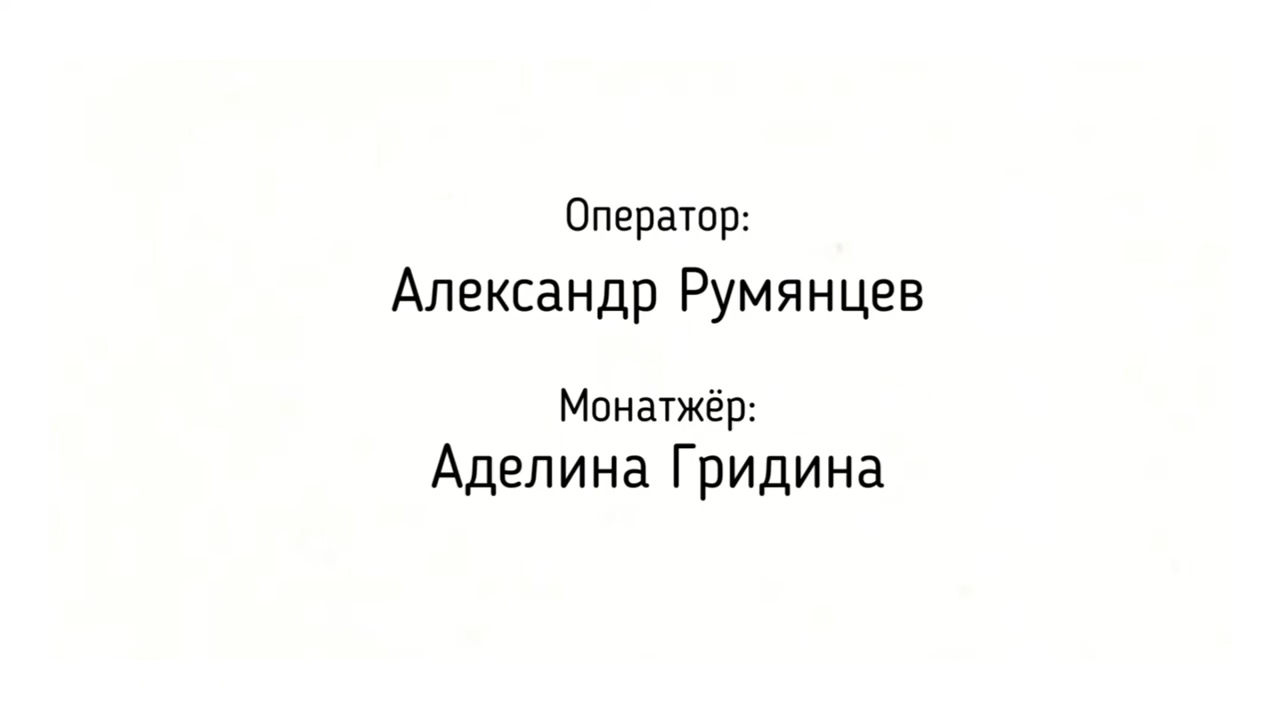 Оператор:
Александр Румянцев
Монатжёр:
Аделина Гридина